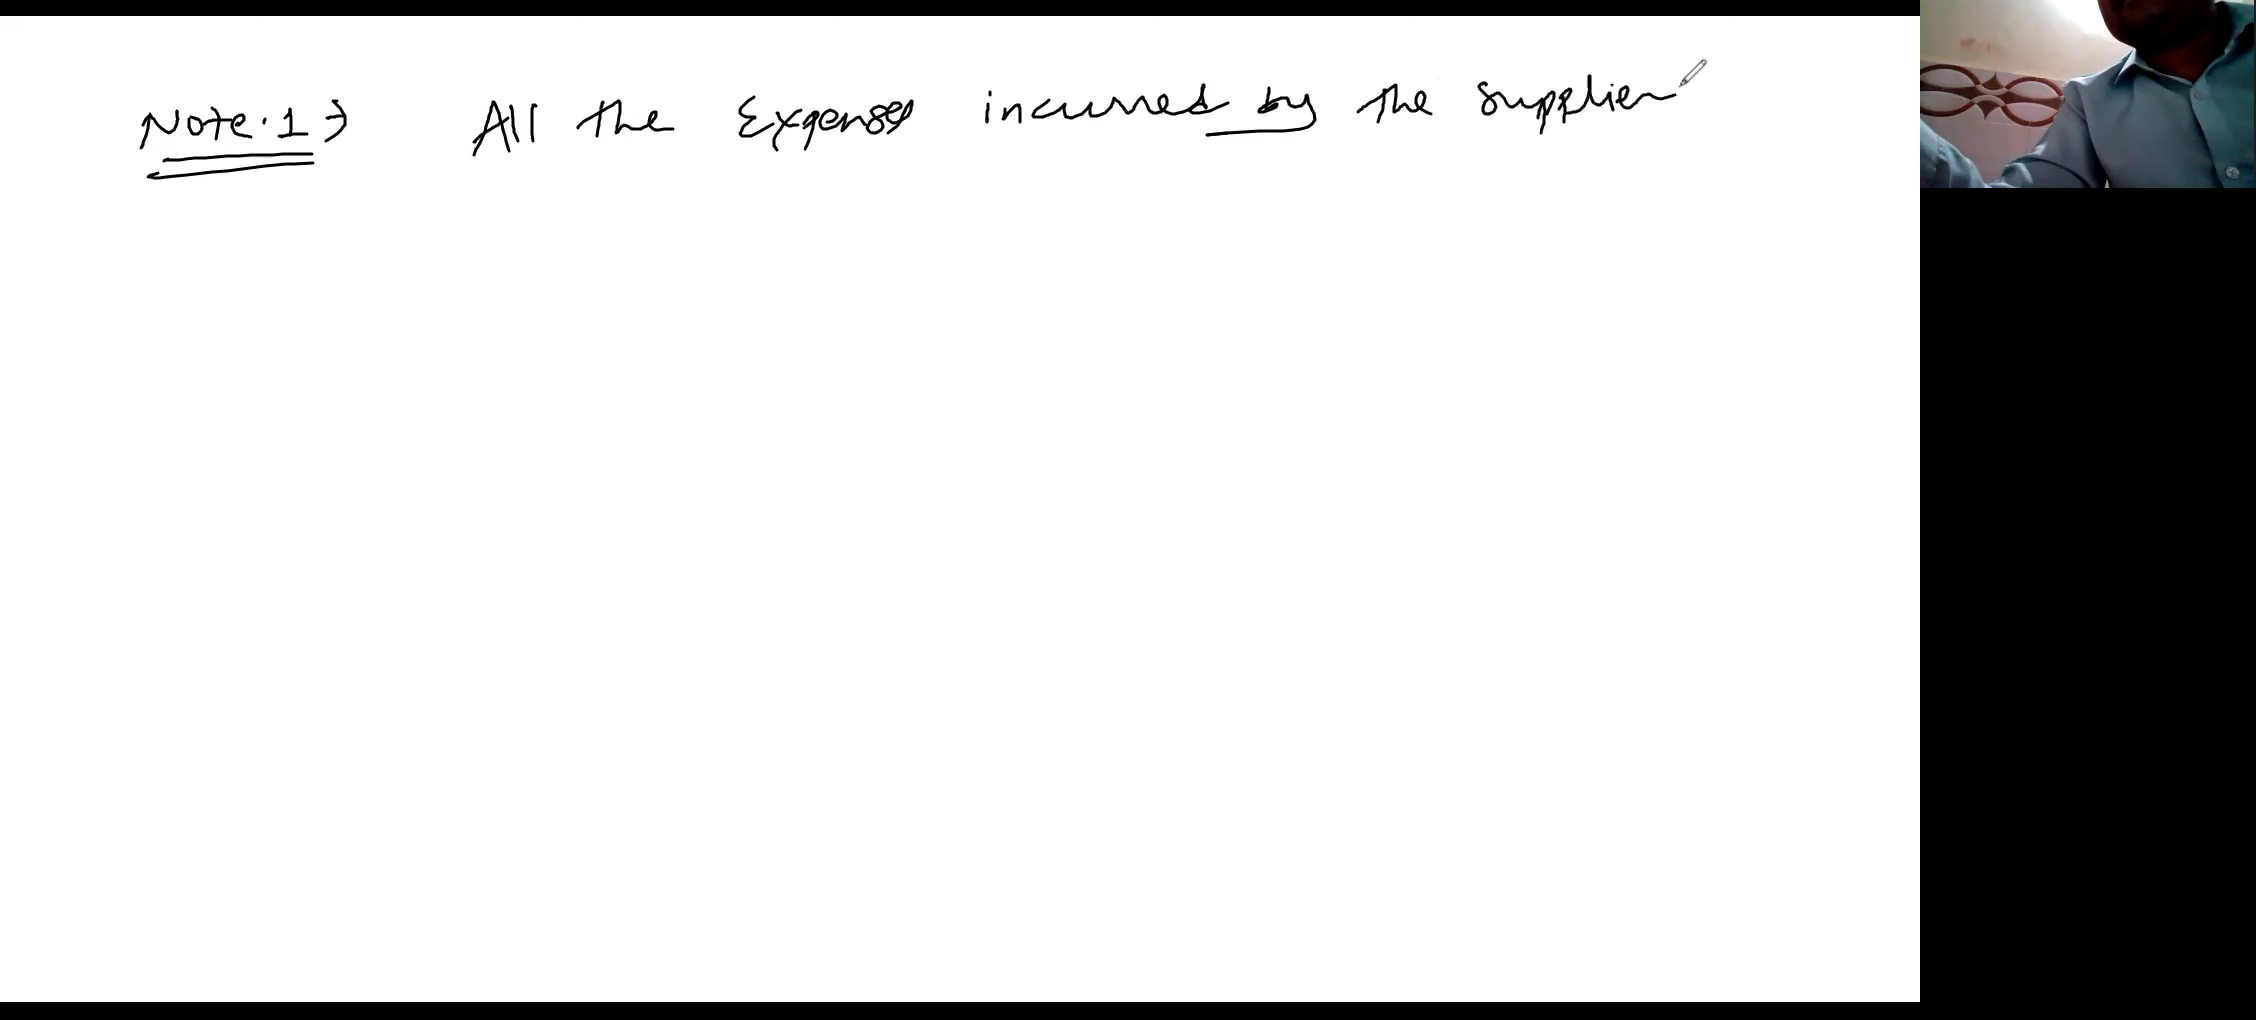 Note.1 → All the Expenses incurred by the supplier